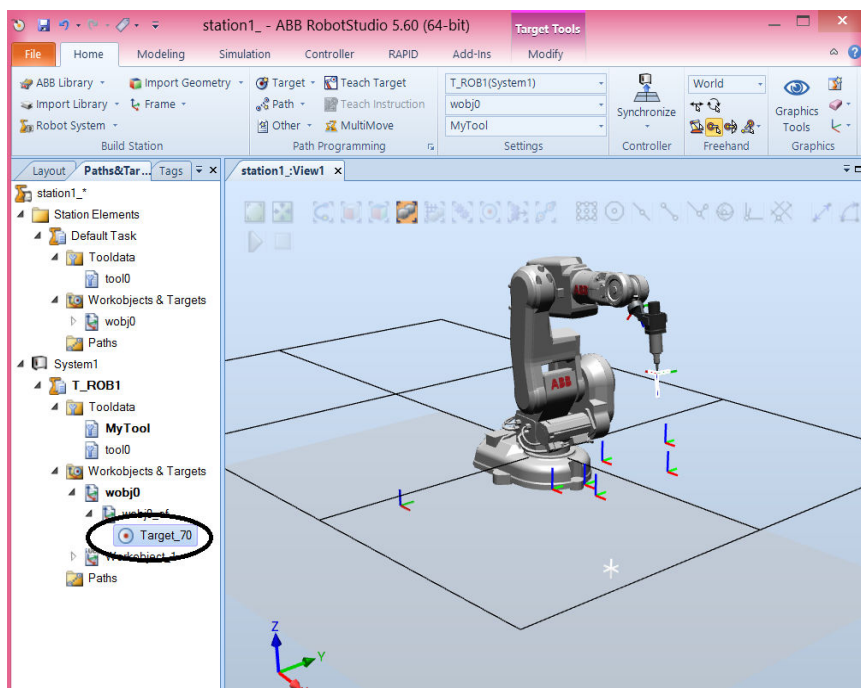 station1_ - ABB RobotStudio 5.60 (64-bit)
Target Tools
File Home Modeling Simulation Controller RAPID Add-Ins Modify
ABB Library Import Geometry Target Teach Target T_ROB1(System1) World
Import Library Frame Path Teach Instruction wobj0 Synchronize Graphics
Robot System Other MultiMove MyTool Tools
Build Station Path Programming Settings Controller Freehand Graphics
Layout Paths&Tar... Tags station1_:View1
station1_*
Station Elements
Default Task
Tooldata
tool0
Workobjects & Targets
wobj0
Paths
System1
T_ROB1
Tooldata
MyTool
tool0
Workobjects & Targets
wobj0
wobj0_of
Target_70
Workobject_1
Paths
ABB
ABB
Z
Y